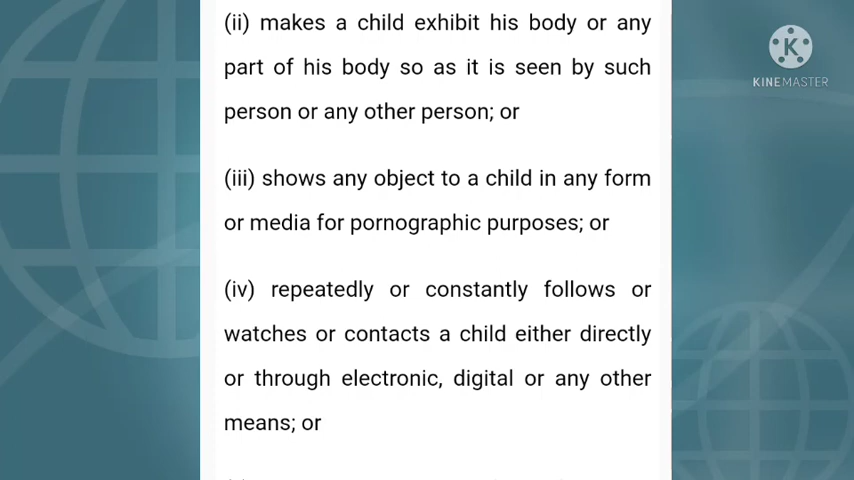 (ii) makes a child exhibit his body or any
part of his body so as it is seen by such
person or any other person; or
(iii) shows any object to a child in any form
or media for pornographic purposes; or
(iv) repeatedly or constantly follows or
watches or contacts a child either directly
or through electronic, digital or any other
means; or
K
KINEMASTER